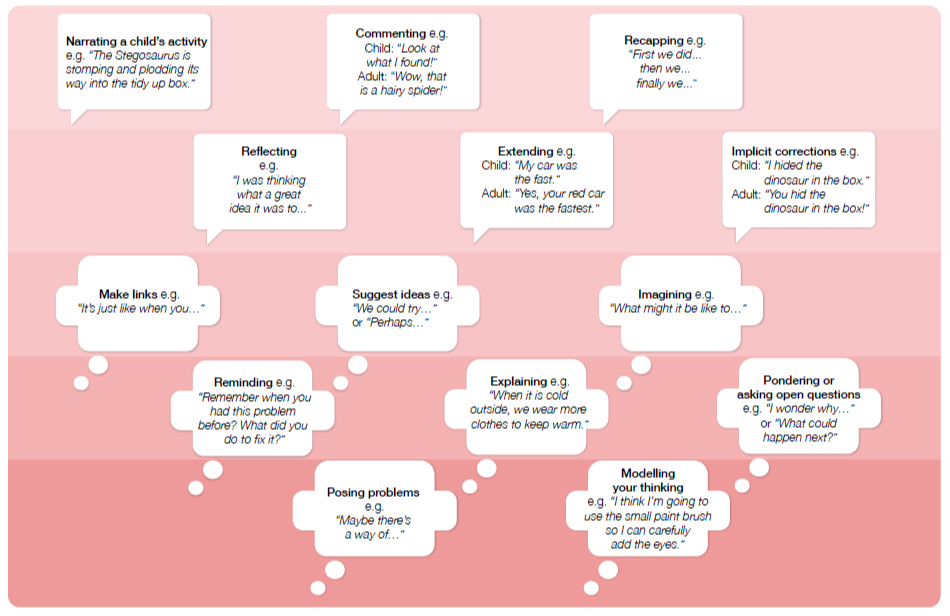 Narrating a child's activity
e.g. "The Stegosaurus is
stomping and plodding its
way into the tidy up box."
Commenting e.g.
Child: "Look at
what I found!"
Adult: "Wow, that
is a hairy spider!"
Recapping e.g.
"First we did...
then we...
finally we..."
Reflecting
e.g.
"I was thinking
what a great
idea it was to..."
Extending e.g.
Child: "My car was
the fast."
Adult: "Yes, your red car
was the fastest."
Implicit corrections e.g.
Child: "I hided the
dinosaur in the box."
Adult: "You hid the
dinosaur in the box!"
Make links e.g.
"It's just like when you..."
Suggest ideas e.g.
"We could try..."
or "Perhaps..."
Imagining e.g.
"What might it be like to..."
Reminding e.g.
"Remember when you
had this problem
before? What did you
do to fix it?"
Explaining e.g.
"When it is cold
outside, we wear more
clothes to keep warm."
Pondering or
asking open questions
e.g. "I wonder why..."
or "What could
happen next?"
Posing problems
e.g.
"Maybe there's
a way of..."
Modelling
your thinking
e.g. "I think I'm going to
use the small paint brush
so I can carefully
add the eyes."